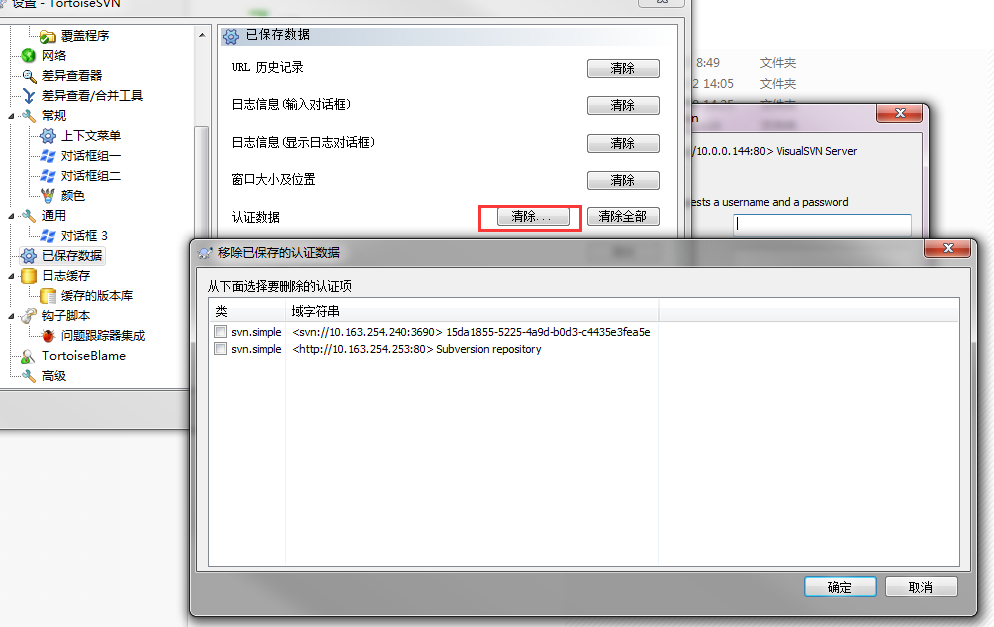 设置 - TortoiseSVN
覆盖程序
网络
差异查看器
差异查看/合并工具
常规
上下文菜单
对话框组一
对话框组二
颜色
通用
对话框 3
已保存数据
日志缓存
缓存的版本库
钩子脚本
问题跟踪器集成
TortoiseBlame
高级
已保存数据
URL 历史记录
清除
日志信息(输入对话框)
清除
日志信息(显示日志对话框)
清除
窗口大小及位置
清除
认证数据
清除...
清除全部
8:49
文件夹
2 14:05
文件夹
n
/10.0.0.144:80> VisualSVN Server
ests a username and a password
移除已保存的认证数据
从下面选择要删除的认证项
类
域字符串
svn.simple
<svn://10.163.254.240:3690> 15da1855-5225-4a9d-b0d3-c4435e3fea5e
svn.simple
<http://10.163.254.253:80> Subversion repository
确定
取消